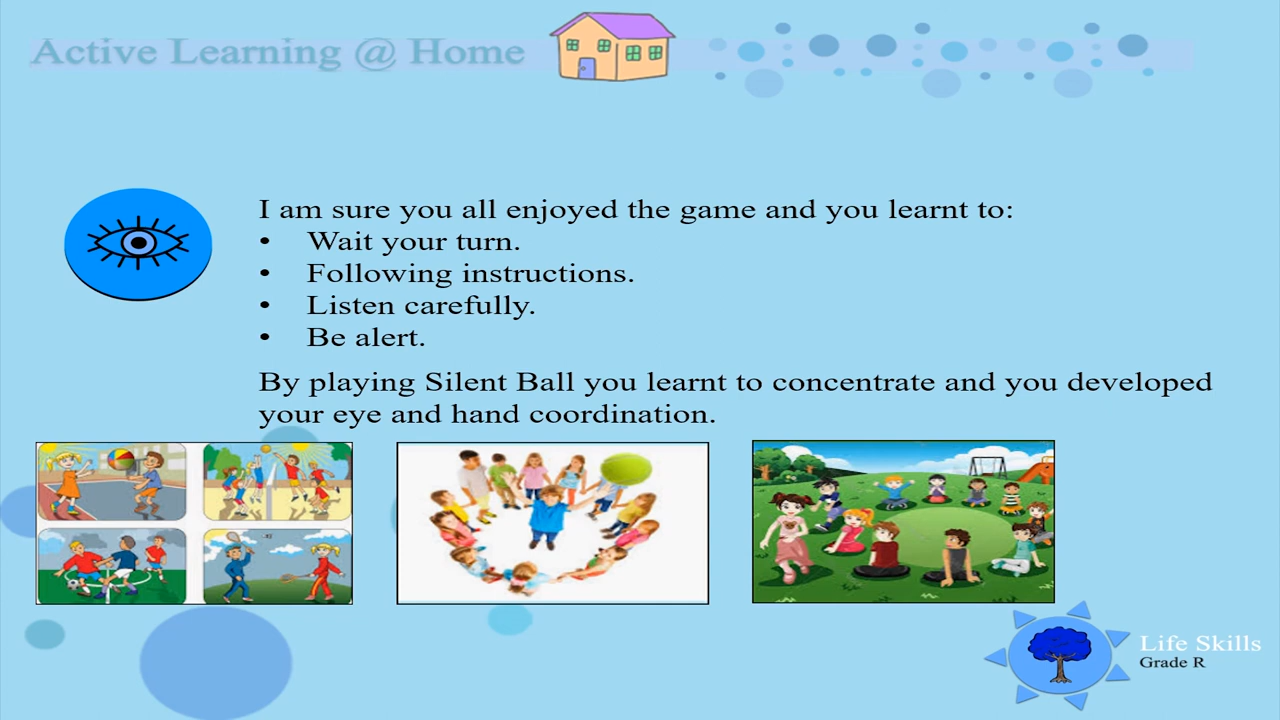 Active Learning @ Home
I am sure you all enjoyed the game and you learnt to:
• Wait your turn.
• Following instructions.
• Listen carefully.
• Be alert.
By playing Silent Ball you learnt to concentrate and you developed
your eye and hand coordination.
Life Skills
Grade R